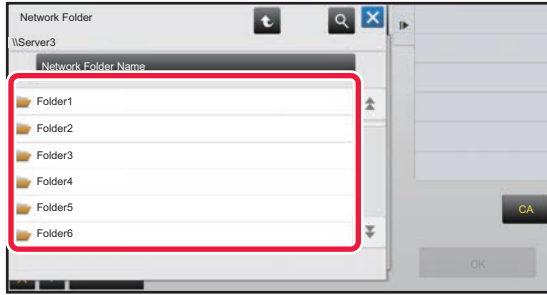 Network Folder
\\Server3
Network Folder Name
Folder1
Folder2
Folder3
Folder4
Folder5
Folder6
CA
OK